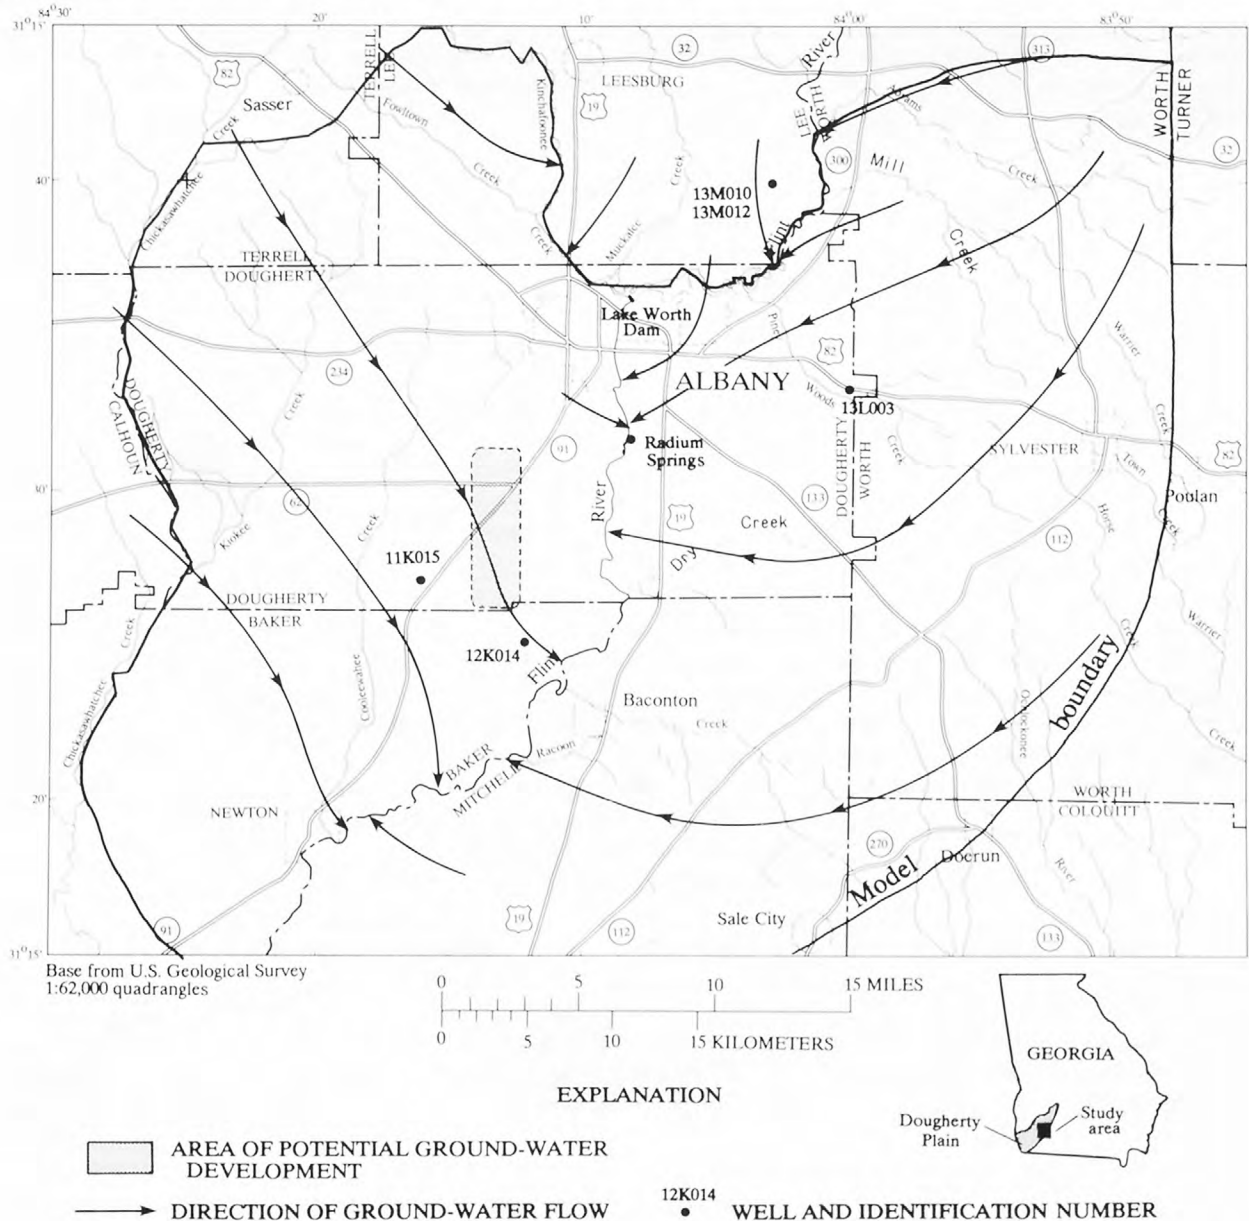 84°30'
20'
10'
84°00'
83°50'
31°15'
TERRELL
LEE
82
Sasser
Creek
Fowltown
Creek
Kinchafoonee
Creek
32
LEESBURG
19
River
LEE
WORTH
313
Abrams
Creek
WORTH
TURNER
32
300
Mill
Creek
40'
Chickasawhatchee
13M010
13M012
Flint
Muckalee
Creek
TERRELL
DOUGHERTY
Lake Worth
Dam
Pine
82
Warrier
Creek
234
Creek
ALBANY
Woods
Creek
13L003
DOUGHERTY
CALHOUN
91
Radium
Springs
DOUGHERTY
WORTH
SYLVESTER
Town
Creek
82
30'
62
River
19
133
Poulan
Kiokee
Creek
Creek
Dry
Horse
Creek
112
11K015
DOUGHERTY
BAKER
Creek
12K014
Flint
Warrier
Creek
Chickasawhatchee
Cooleewahee
Baconton
Creek
Ochlockonee
River
boundary
Racoon
BAKER
MITCHELL
20'
NEWTON
WORTH
COLQUITT
270
Doerun
Model
91
19
112
Sale City
133
31°15'
Base from U.S. Geological Survey
1:62,000 quadrangles
0 5 10 15 MILES
0 5 10 15 KILOMETERS
GEORGIA
Dougherty
Plain
Study
area
EXPLANATION
AREA OF POTENTIAL GROUND-WATER
DEVELOPMENT
DIRECTION OF GROUND-WATER FLOW
12K014
WELL AND IDENTIFICATION NUMBER